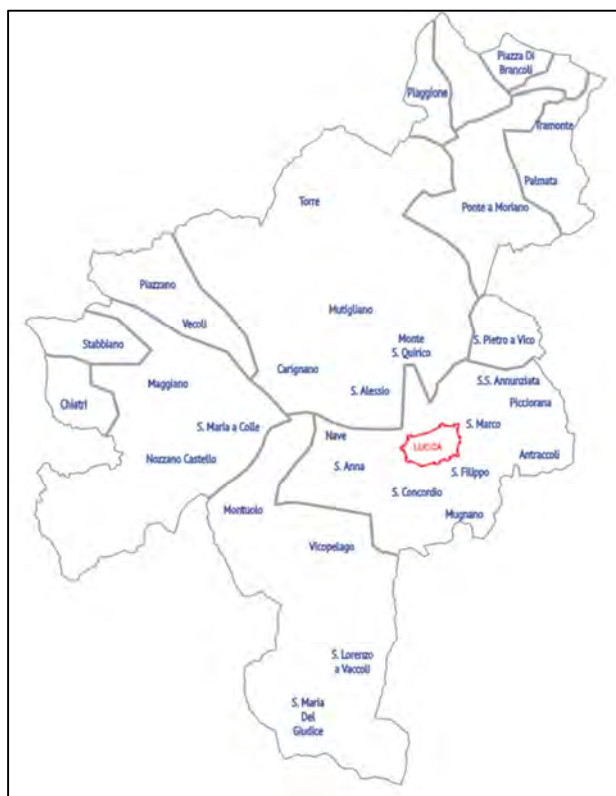 Piazza Di
Brancoli
Piaggione
Tramonte
Palmata
Torre
Ponte a Moriano
Piazzano
Mutigliano
Vecoli
Monte
S. Quirico
S. Pietro a Vico
Stabbiano
Carignano
S.S. Annunziata
Maggiano
S. Alessio
Picciorana
Chiatri
S. Maria a Colle
S. Marco
Nave
LUCCA
Antraccoli
Nozzano Castello
S. Anna
S. Filippo
S. Concordio
Montuolo
Mugnano
Vicopelago
S. Lorenzo
a Vaccoli
S. Maria
Del
Giudice